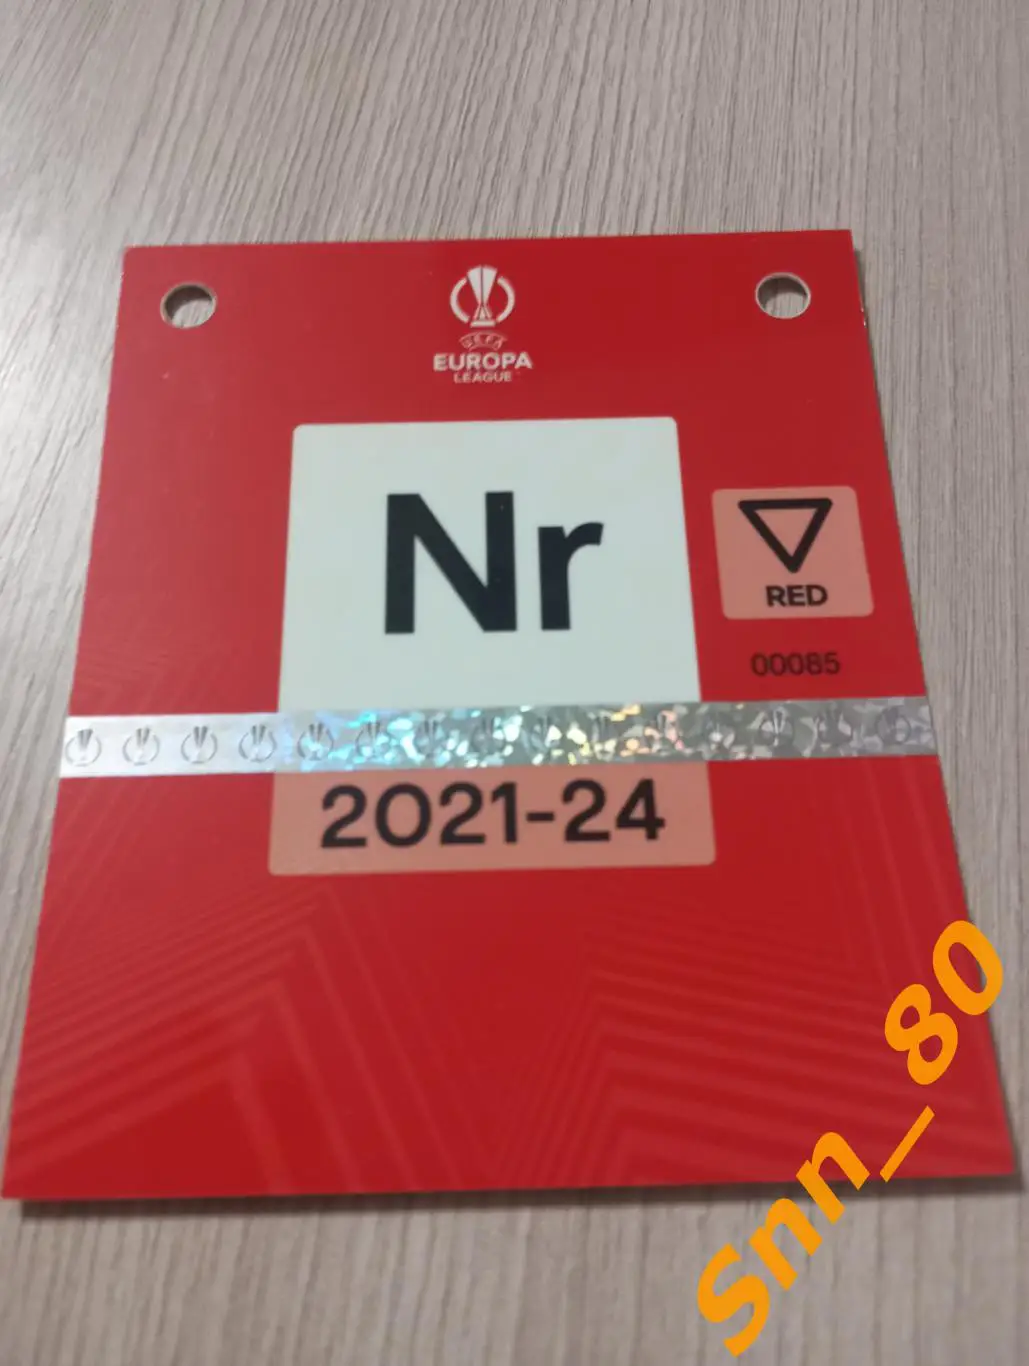 UEFA
EUROPA
LEAGUE
Nr
RED
00085
2021-24
Snn_80